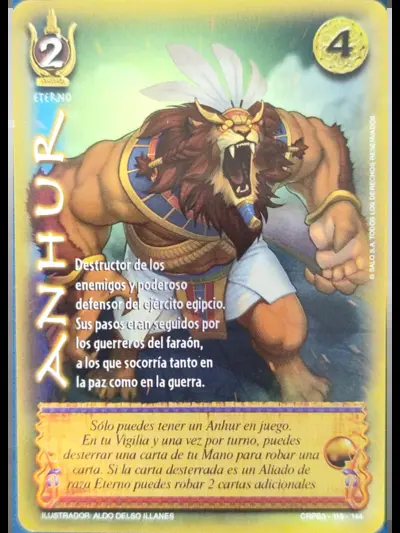 2
4
ETERNO
ANHUR
Destructor de los
enemigos y poderoso
defensor del ejército egipcio.
Sus pasos eran seguidos por
los guerreros del faraón,
a los que socorría tanto en
la paz como en la guerra.
Sólo puedes tener un Anhur en juego.
En tu Vigilia y una vez por turno, puedes
desterrar una carta de tu Mano para robar una
carta. Si la carta desterrada es un Aliado de
raza Eterno puedes robar 2 cartas adicionales
ILUSTRADOR ALDO DELSO ILLANES
© SALO S.A. TODOS LOS DERECHOS RESERVADOS